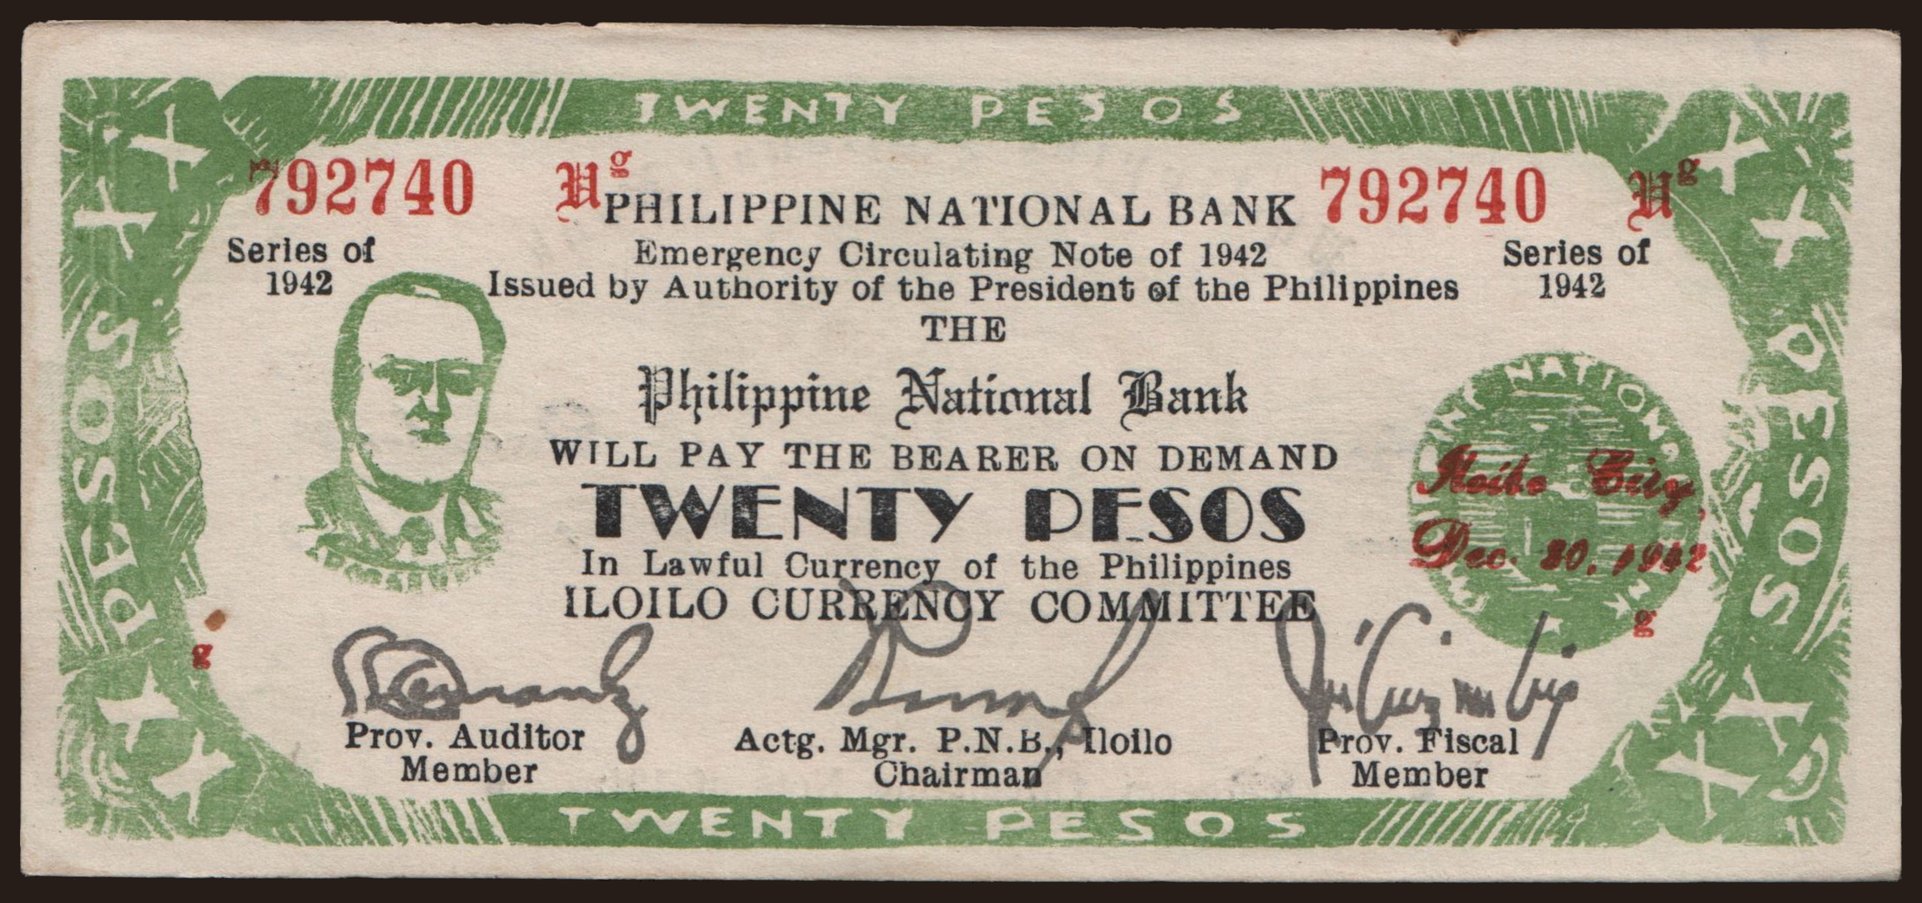 TWENTY PESOS
792740 U g
792740 U g
PHILIPPINE NATIONAL BANK
Series of
1942
Emergency Circulating Note of 1942
Series of
1942
Issued by Authority of the President of the Philippines
THE
Philippine National Bank
WILL PAY THE BEARER ON DEMAND
TWENTY PESOS
In Lawful Currency of the Philippines
ILOILO CURRENCY COMMITTEE
NATION
Iloilo City,
Dec. 20, 1942
PESOS
PESOS
g
g
Prov. Auditor
Member
Actg. Mgr. P.N.B., Iloilo
Chairman
Prov. Fiscal
Member
TWENTY PESOS